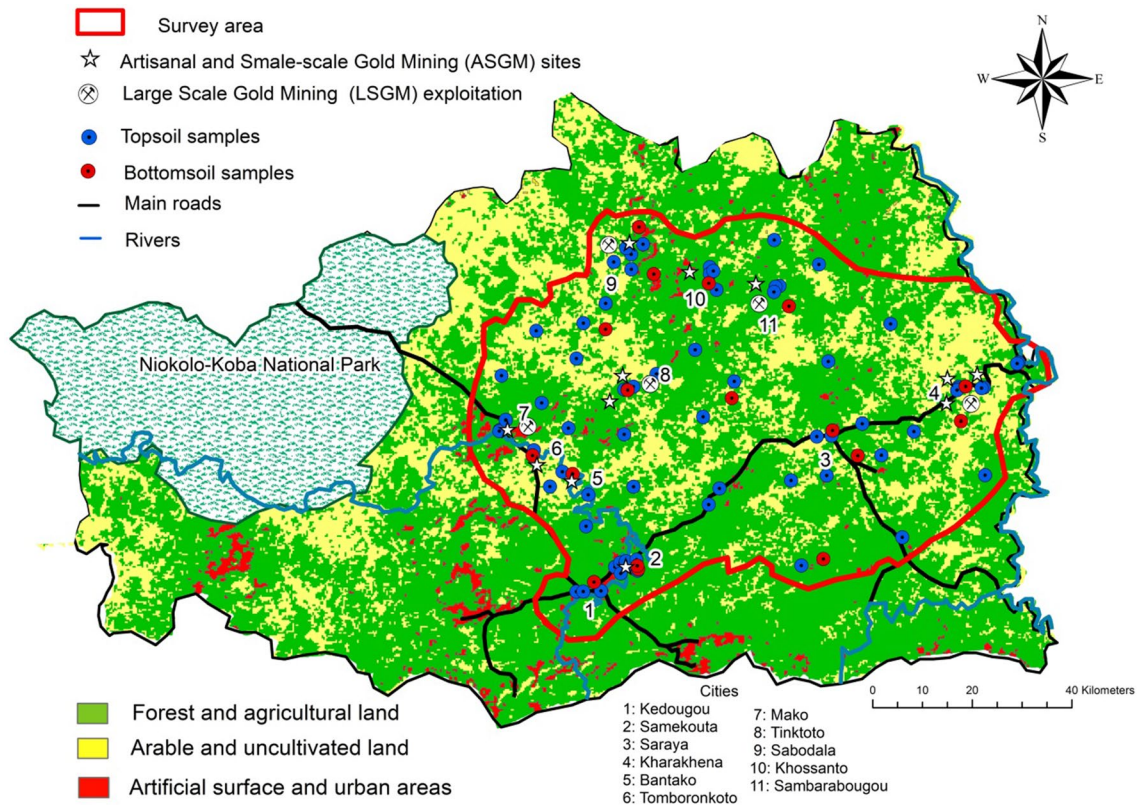 Survey area
Artisanal and Smale-scale Gold Mining (ASGM) sites
Large Scale Gold Mining (LSGM) exploitation
Topsoil samples
Bottomsoil samples
Main roads
Rivers
N
W E
S
9
10
11
Niokolo-Koba National Park
8
4
7
6
3
5
2
1
Forest and agricultural land
Arable and uncultivated land
Artificial surface and urban areas
Cities
1: Kedougou
2: Samekouta
3: Saraya
4: Kharakhena
5: Bantako
6: Tomboronkoto
7: Mako
8: Tinktoto
9: Sabodala
10: Khossanto
11: Sambarabougou
0 10 20 40 Kilometers